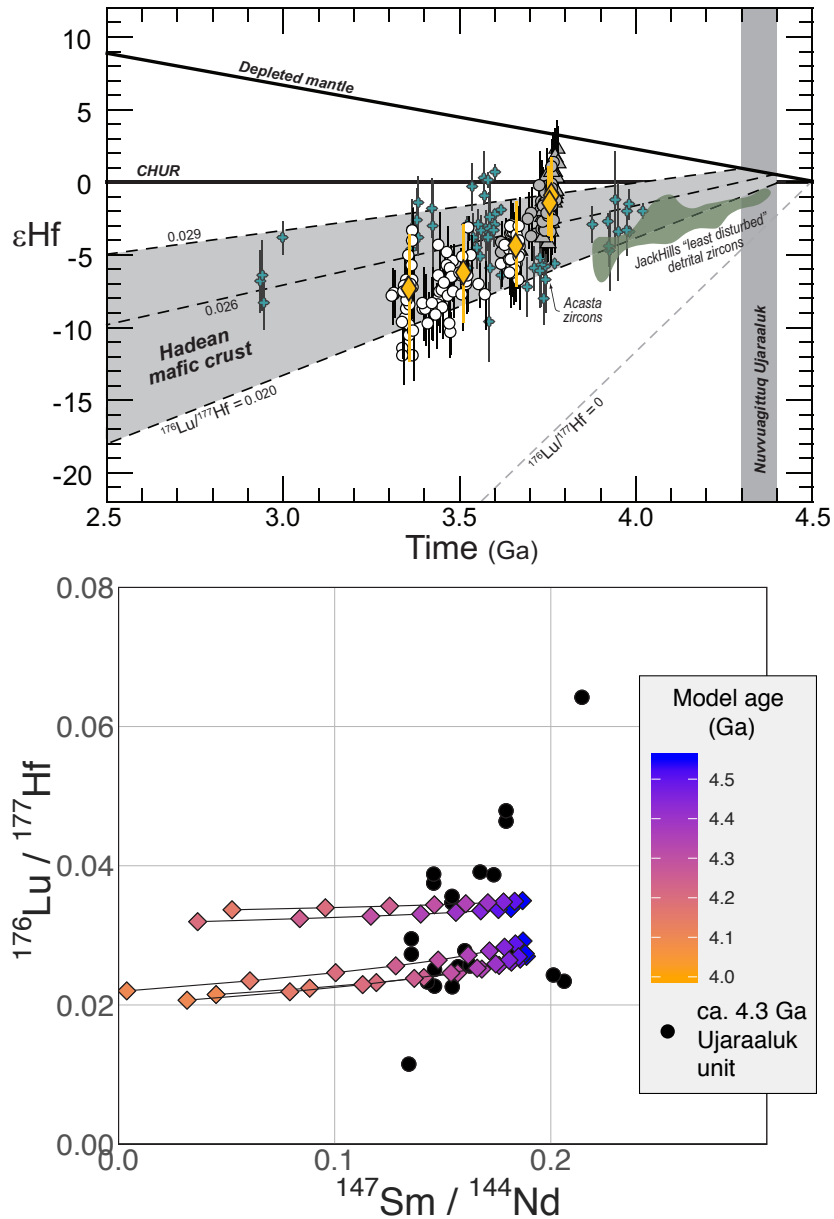 10
5
0
-5
-10
-15
-20
εHf
Depleted mantle
CHUR
0.029
0.026
Hadean
mafic crust
¹⁷⁶Lu/¹⁷⁷Hf = 0.020
¹⁷⁶Lu/¹⁷⁷Hf = 0
Acasta
zircons
JackHills “least disturbed”
detrital zircons
Nuvvuagittuq Ujaraaluk
2.5 3.0 3.5 4.0 4.5
Time (Ga)
0.08
0.06
0.04
0.02
0.00
¹⁷⁶Lu / ¹⁷⁷Hf
0.0 0.1 0.2
¹⁴⁷Sm / ¹⁴⁴Nd
Model age
(Ga)
4.5
4.4
4.3
4.2
4.1
4.0
ca. 4.3 Ga
Ujaraaluk
unit